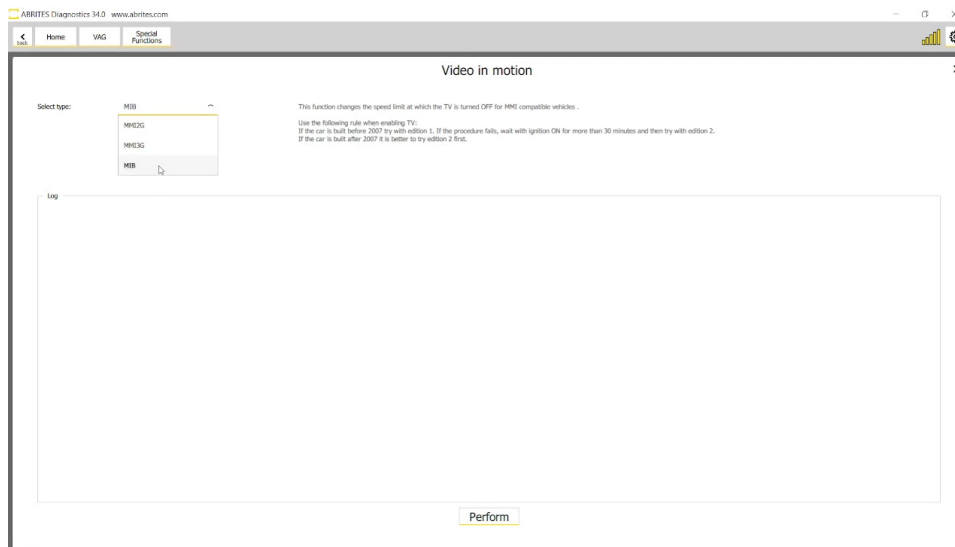 ABRITES Diagnostics 34.0 www.abrites.com
back
Home
VAG
Special
Functions
Video in motion
Select type:
MIB
MMI2G
MMI3G
MIB
This function changes the speed limit at which the TV is turned OFF for MMI compatible vehicles .
Use the following rule when enabling TV:
If the car is built before 2007 try with edition 1. If the procedure fails, wait with ignition ON for more than 30 minutes and then try with edition 2.
If the car is built after 2007 it is better to try edition 2 first.
Log
Perform